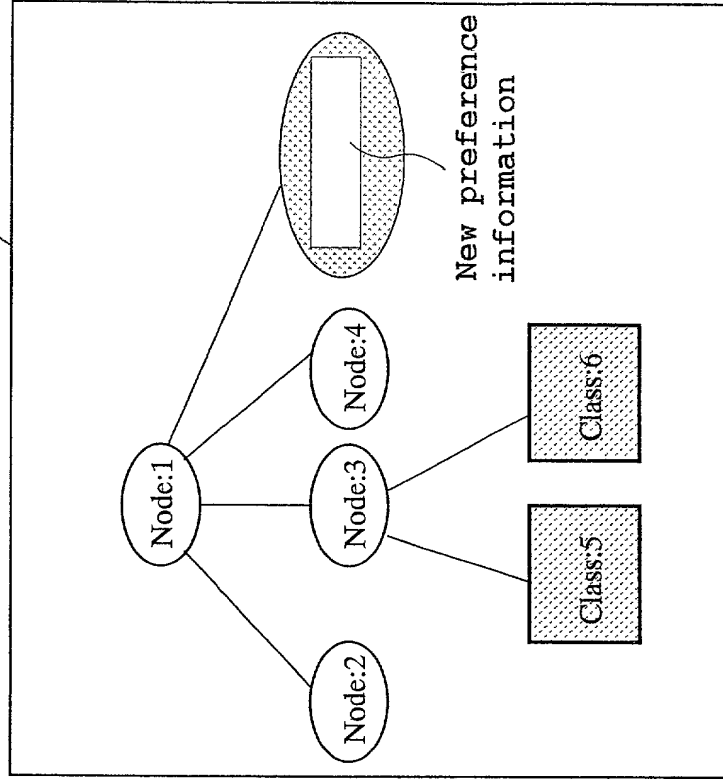 Node:1
Node:2
Node:3
Node:4
New preference
information
Class:5
Class:6